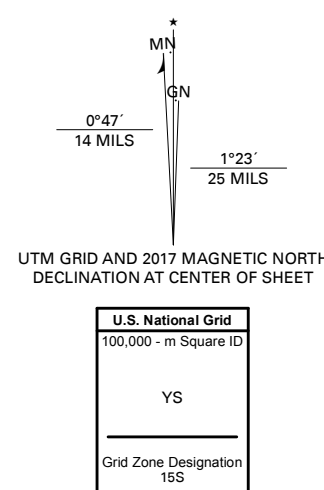 MN
GN
0°47´
14 MILS
1°23´
25 MILS
UTM GRID AND 2017 MAGNETIC NORTH
DECLINATION AT CENTER OF SHEET
U.S. National Grid
100,000 - m Square ID
YS
Grid Zone Designation
15S